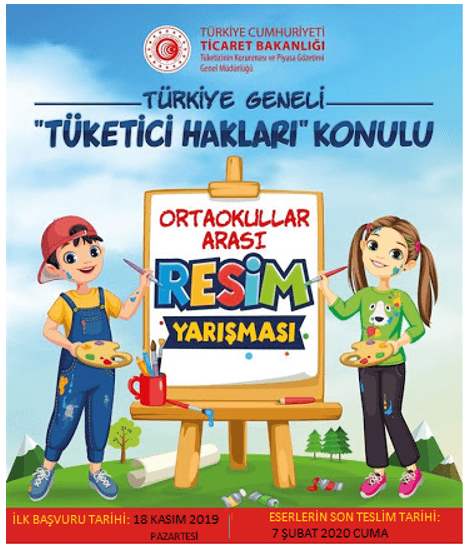 TÜRKİYE CUMHURİYETİ
TİCARET BAKANLIĞI
Tüketicinin Korunması ve Piyasa Gözetimi
Genel Müdürlüğü
TÜRKİYE GENELİ
"TÜKETİCİ HAKLARI" KONULU
ORTAOKULLAR
ARASI
RESİM
YARIŞMASI
İLK BAŞVURU TARİHİ: 18 KASIM 2019
PAZARTESİ
ESERLERİN SON TESLİM TARİHİ:
7 ŞUBAT 2020 CUMA